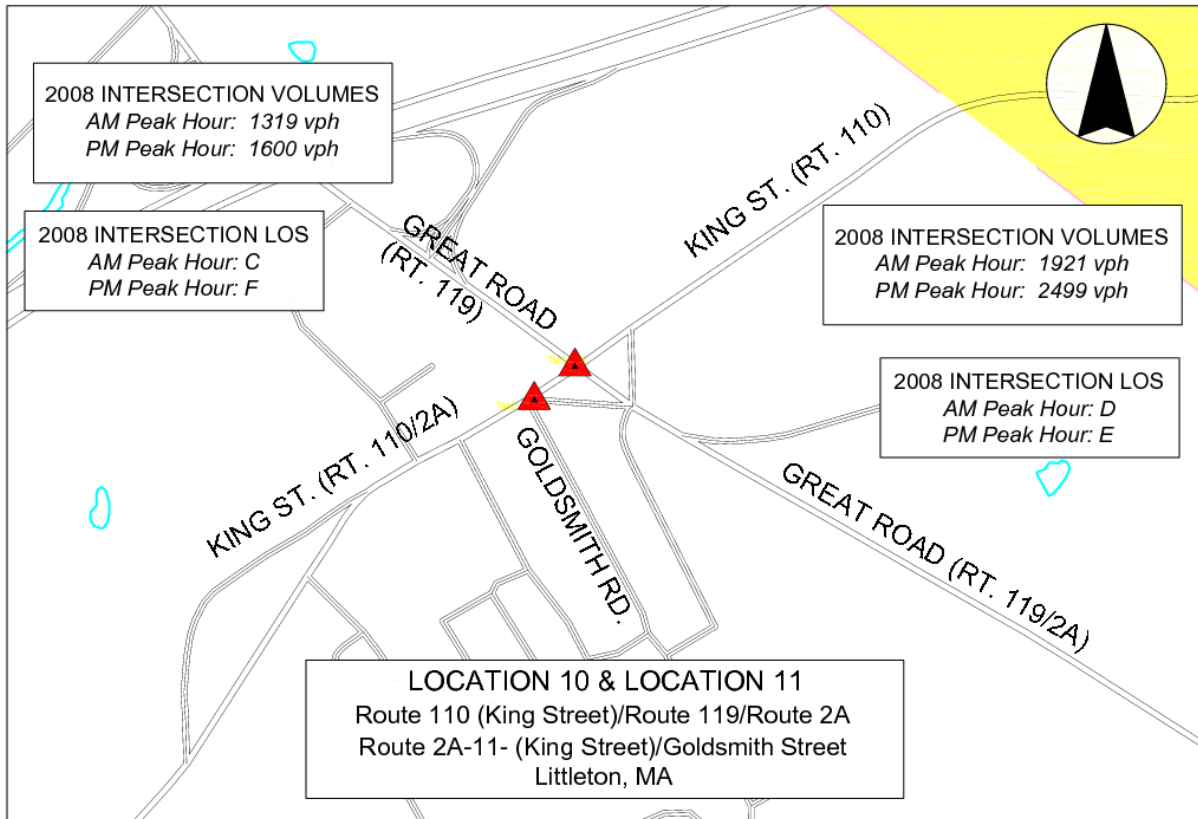 2008 INTERSECTION VOLUMES
AM Peak Hour: 1319 vph
PM Peak Hour: 1600 vph
2008 INTERSECTION LOS
AM Peak Hour: C
PM Peak Hour: F
GREAT ROAD
(RT. 119)
KING ST. (RT. 110)
2008 INTERSECTION VOLUMES
AM Peak Hour: 1921 vph
PM Peak Hour: 2499 vph
2008 INTERSECTION LOS
AM Peak Hour: D
PM Peak Hour: E
KING ST. (RT. 110/2A)
GOLDSMITH RD.
GREAT ROAD (RT. 119/2A)
LOCATION 10 & LOCATION 11
Route 110 (King Street)/Route 119/Route 2A
Route 2A-11- (King Street)/Goldsmith Street
Littleton, MA